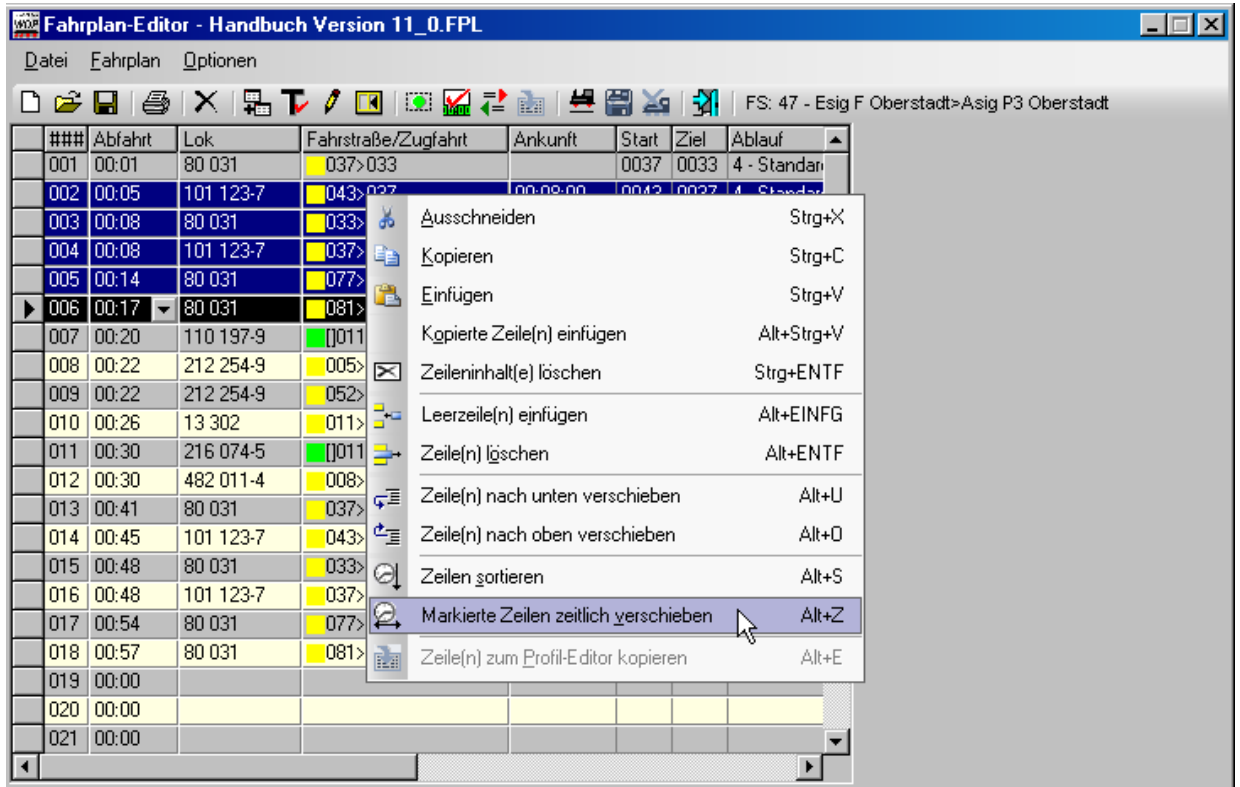 WDP Fahrplan-Editor - Handbuch Version 11_0.FPL
Datei Fahrplan Optionen
FS: 47 - Esig F Oberstadt>Asig P3 Oberstadt
### Abfahrt Lok Fahrstraße/Zugfahrt Ankunft Start Ziel Ablauf
001 00:01 80 031 037>033 0037 0033 4 - Standar
002 00:05 101 123-7 043>037 00:08:00 0043 0037 4 - Standar
003 00:08 80 031 033>
004 00:08 101 123-7 037>
005 00:14 80 031 077>
006 00:17 80 031 081>
007 00:20 110 197-9 []011
008 00:22 212 254-9 005>
009 00:22 212 254-9 052>
010 00:26 13 302 011>
011 00:30 216 074-5 []011
012 00:30 482 011-4 008>
013 00:41 80 031 037>
014 00:45 101 123-7 043>
015 00:48 80 031 033>
016 00:48 101 123-7 037>
017 00:54 80 031 077>
018 00:57 80 031 081>
019 00:00
020 00:00
021 00:00
Ausschneiden Strg+X
Kopieren Strg+C
Einfügen Strg+V
Kopierte Zeile(n) einfügen Alt+Strg+V
Zeileninhalt(e) löschen Strg+ENTF
Leerzeile(n) einfügen Alt+EINFG
Zeile(n) löschen Alt+ENTF
Zeile(n) nach unten verschieben Alt+U
Zeile(n) nach oben verschieben Alt+O
Zeilen sortieren Alt+S
Markierte Zeilen zeitlich verschieben Alt+Z
Zeile(n) zum Profil-Editor kopieren Alt+E